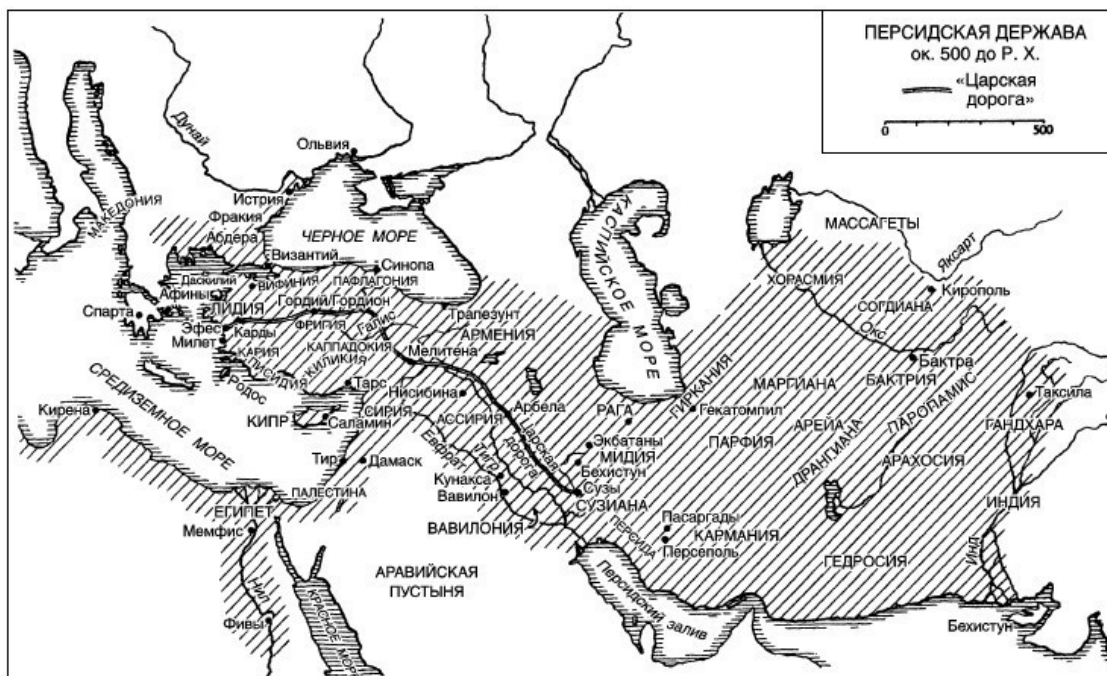 ПЕРСИДСКАЯ ДЕРЖАВА
ок. 500 до Р. Х.
«Царская
дорога»
0 500
Дунай
Ольвия
Истрия
МАКЕДОНИЯ
Фракия
Абдера
ЧЕРНОЕ МОРЕ
Византий
Синопа
Даскилий
ВИФИНИЯ
ПАФЛАГОНИЯ
Афины
ЛИДИЯ
Гордий/Гордион
Спарта
Трапезунт
Эфес
Карды
ФРИГИЯ
Галис
АРМЕНИЯ
Милет
КАРИЯ
КАППАДОКИЯ
Мелитена
ПИСИДИЯ
КИЛИКИЯ
Родос
Тарс
Нисибина
СРЕДИЗЕМНОЕ МОРЕ
Кирена
КИПР
СИРИЯ
Саламин
АССИРИЯ
Арбела
Евфрат
Тигр
Царская
дорога
Тир
Дамаск
Кунакса
Вавилон
ПАЛЕСТИНА
ВАВИЛОНИЯ
ЕГИПЕТ
Мемфис
Нил
Фивы
КРАСНОЕ МОРЕ
АРАВИЙСКАЯ
ПУСТЫНЯ
КАСПИЙСКОЕ МОРЕ
МАССАГЕТЫ
Яксарт
ХОРАСМИЯ
СОГДИАНА
Кирополь
Окс
Бактра
БАКТРИЯ
МАРГИАНА
ГИРКАНИЯ
Гекатомпил
РАГА
Экбатаны
МИДИЯ
Бехистун
Сузы
СУЗИАНА
ПАРФИЯ
АРЕЙА
ПАРОПАМИС
Таксила
ГАНДХАРА
ДРАНГИАНА
АРАХОСИЯ
ИНДИЯ
Пасаргады
КАРМАНИЯ
ПЕРСИДА
Персеполь
ГЕДРОСИЯ
Инд
Персидский залив
Бехистун